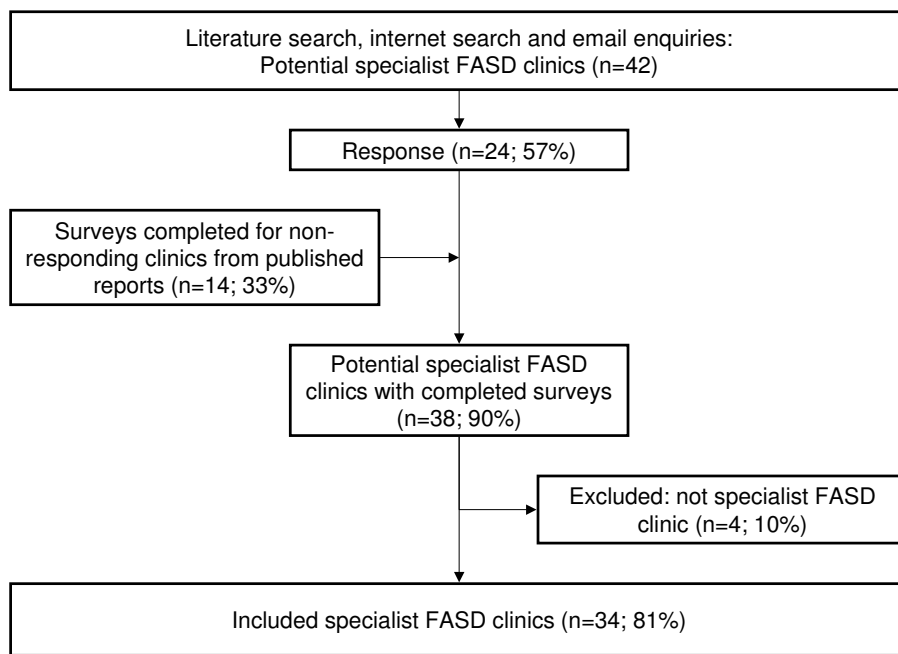 Literature search, internet search and email enquiries:
Potential specialist FASD clinics (n=42)
Response (n=24; 57%)
Surveys completed for non-
responding clinics from published
reports (n=14; 33%)
Potential specialist FASD
clinics with completed surveys
(n=38; 90%)
Excluded: not specialist FASD
clinic (n=4; 10%)
Included specialist FASD clinics (n=34; 81%)